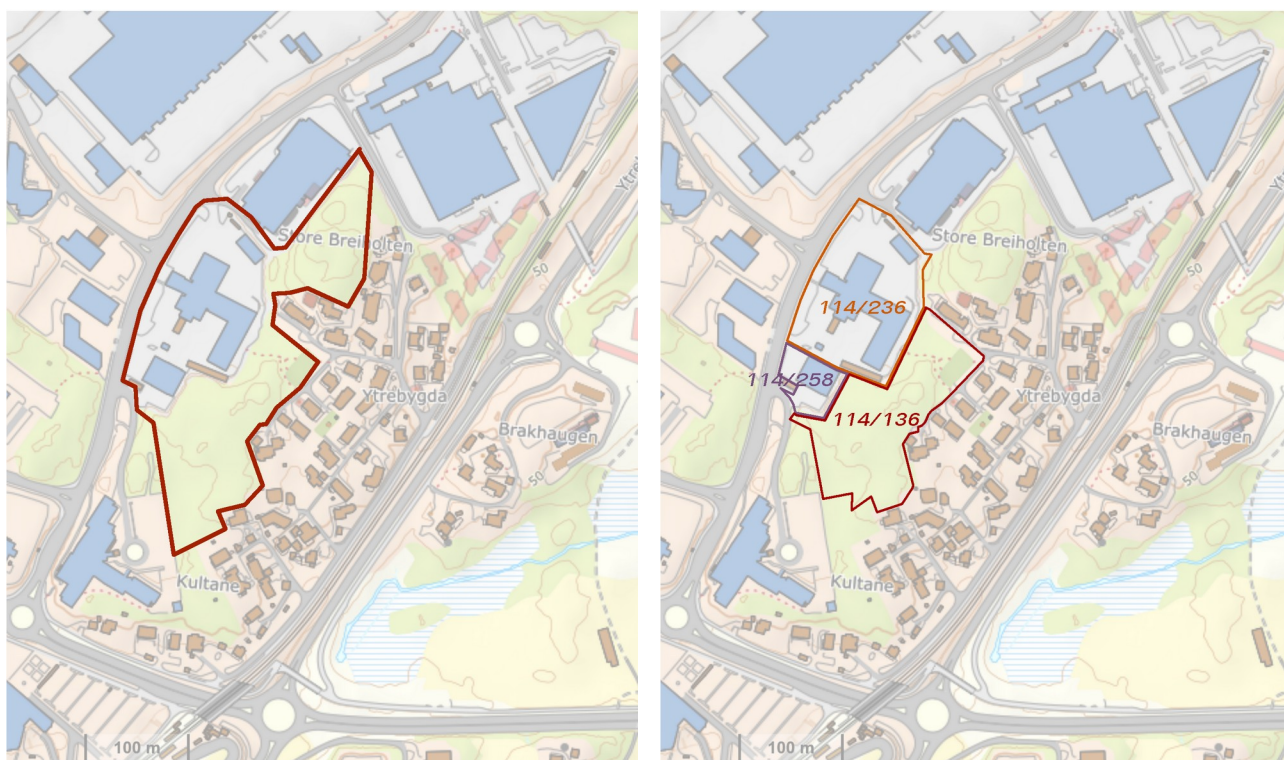 Store Breiholten
50
Ytrebygda
Brakhaugen
Kultane
100 m
Store Breiholten
50
114/236
114/258
114/136
Ytrebygda
Brakhaugen
50
Kultane
100 m